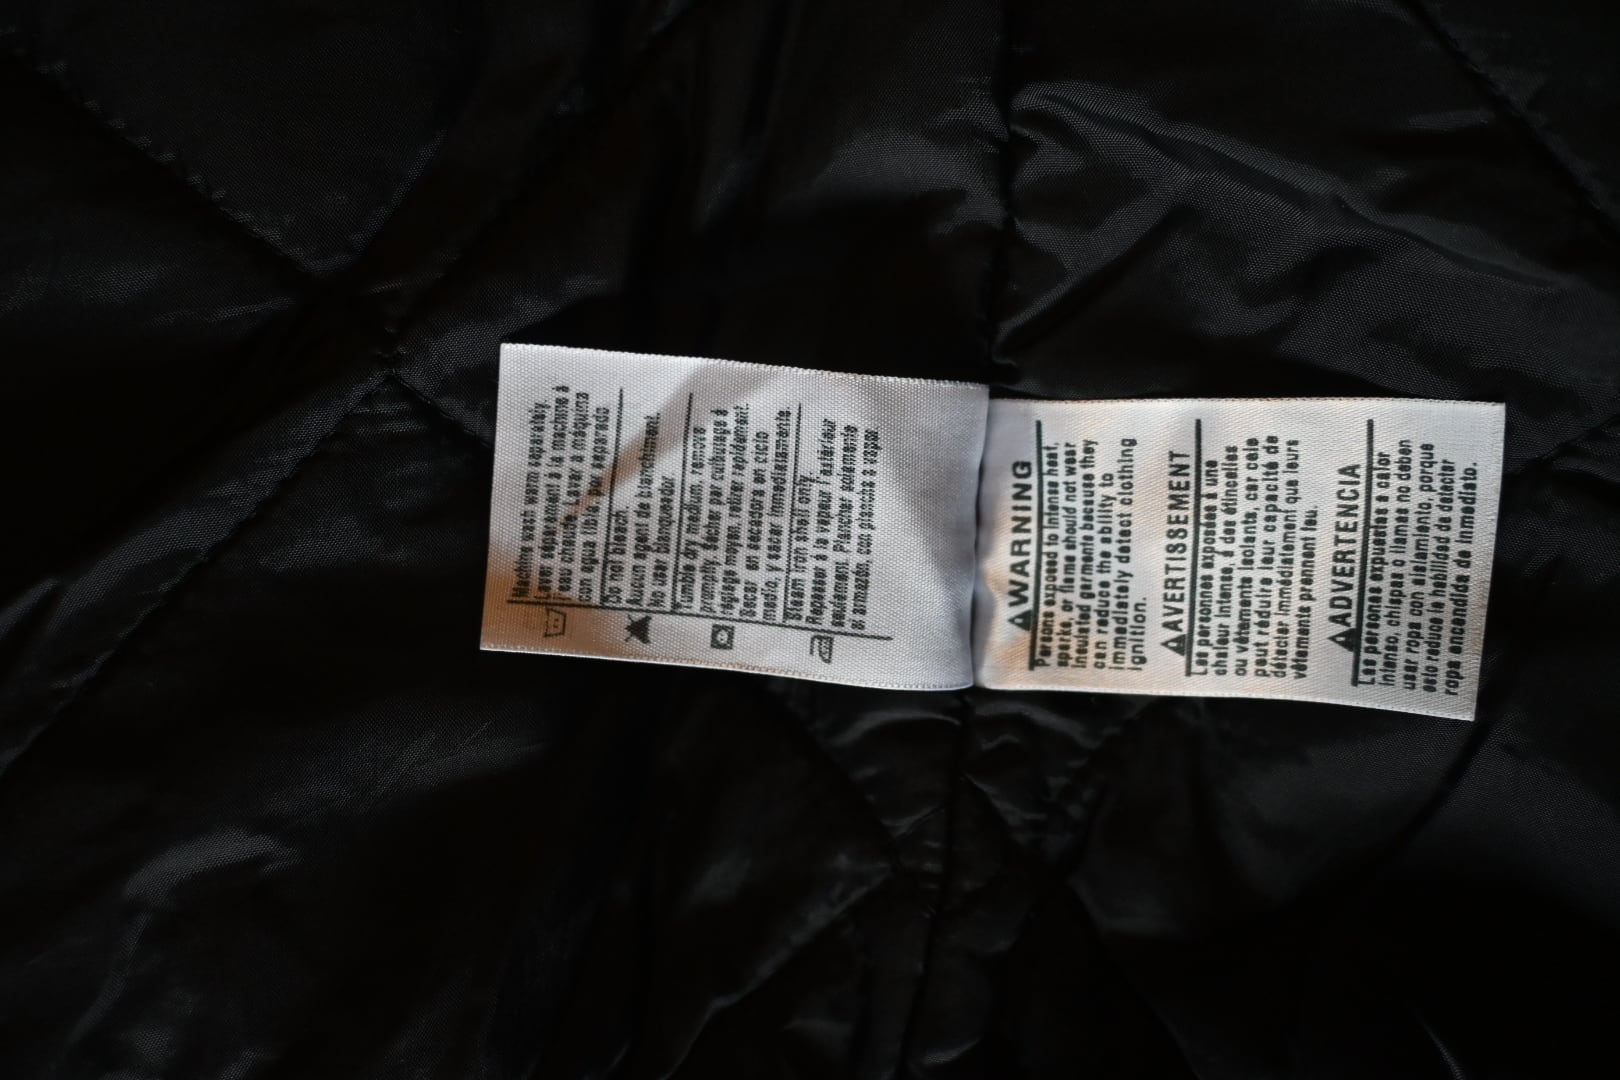 Machine wash warm separately.
Laver séparément à la machine à
l'eau chaude. Lavar a máquina
con agua tibia, por separado
Do not bleach.
Aucun agent de blanchiment.
No usar blanqueador
Tumble dry medium, remove
promptly. Sécher par culbutage à
réglage moyen, retirer rapidement.
Secar en secadora en ciclo
medio, y sacar inmediatamente.
Steam iron shell only.
Repasser à la vapeur l'extérieur
seulement. Planchar solamente
el armazón, con plancha a vapor
WARNING
Persons exposed to intense heat,
sparks, or flame should not wear
insulated garments because they
can reduce the ability to
immediately detect clothing
ignition.
AVERTISSEMENT
Les personnes exposées à une
chaleur intense, à des étincelles
ou vêtements isolants, car cela
peut réduire leur capacité de
détecter immédiatement que leurs
vêtements prennent feu.
ADVERTENCIA
Las personas expuestas a calor
intenso, chispas o llamas no deben
usar ropa con aislamiento, porque
esto reduce la habilidad de detectar
ropa encendida de inmediato.